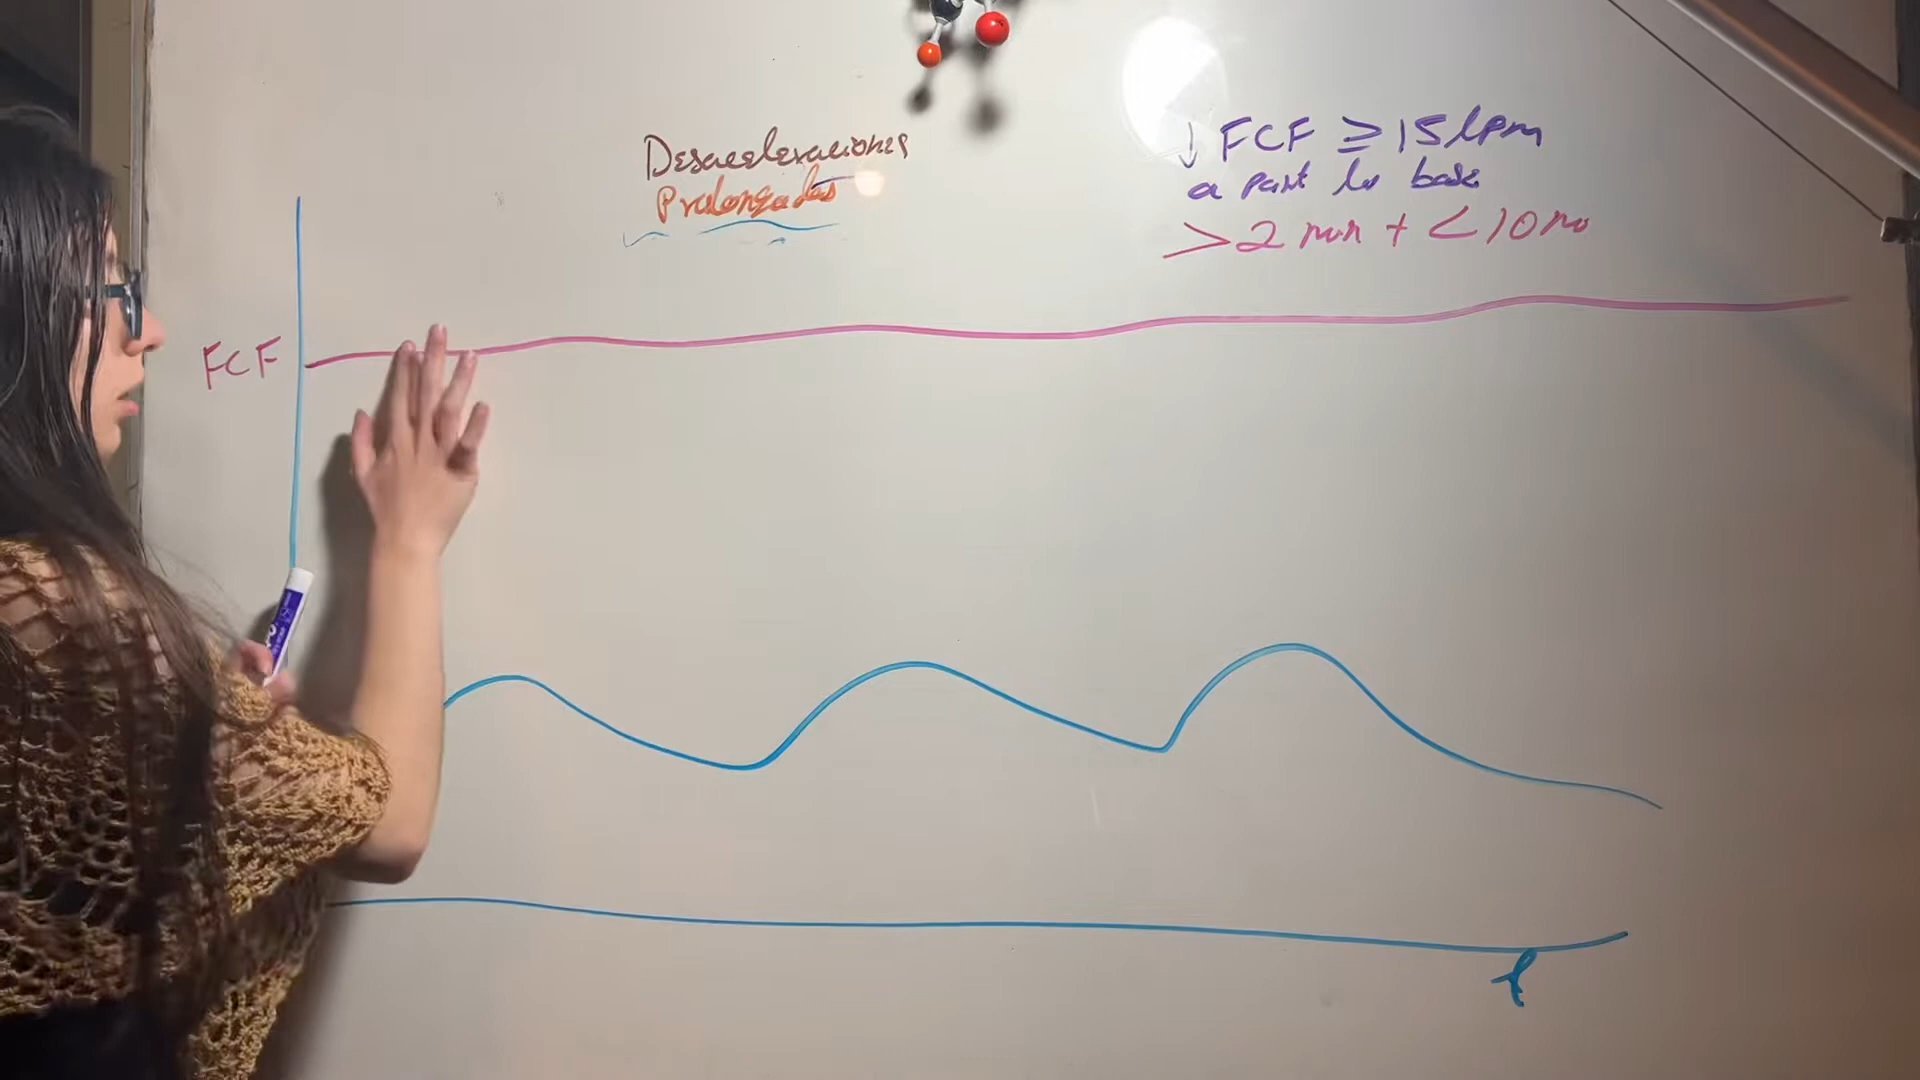 Desaceleraciones
Prolongadas
↓ FCF ≥ 15 lpm
a part la base
> 2 min + < 10 m
FCF
t